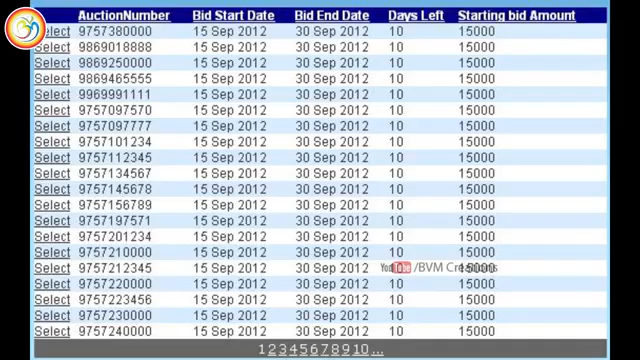 AuctionNumber Bid Start Date Bid End Date Days Left Starting bid Amount
Select 9757380000 15 Sep 2012 30 Sep 2012 10 15000
Select 9869018888 15 Sep 2012 30 Sep 2012 10 15000
Select 9869250000 15 Sep 2012 30 Sep 2012 10 15000
Select 9869465555 15 Sep 2012 30 Sep 2012 10 15000
Select 9969991111 15 Sep 2012 30 Sep 2012 10 15000
Select 9757097570 15 Sep 2012 30 Sep 2012 10 15000
Select 9757097777 15 Sep 2012 30 Sep 2012 10 15000
Select 9757101234 15 Sep 2012 30 Sep 2012 10 15000
Select 9757112345 15 Sep 2012 30 Sep 2012 10 15000
Select 9757134567 15 Sep 2012 30 Sep 2012 10 15000
Select 9757145678 15 Sep 2012 30 Sep 2012 10 15000
Select 9757156789 15 Sep 2012 30 Sep 2012 10 15000
Select 9757197571 15 Sep 2012 30 Sep 2012 10 15000
Select 9757201234 15 Sep 2012 30 Sep 2012 10 15000
Select 9757210000 15 Sep 2012 30 Sep 2012 10 15000
Select 9757212345 15 Sep 2012 30 Sep 2012 10 15000
YouTube/BVM Creations
Select 9757220000 15 Sep 2012 30 Sep 2012 10 15000
Select 9757223456 15 Sep 2012 30 Sep 2012 10 15000
Select 9757230000 15 Sep 2012 30 Sep 2012 10 15000
Select 9757240000 15 Sep 2012 30 Sep 2012 10 15000
1 2 3 4 5 6 7 8 9 10 ...